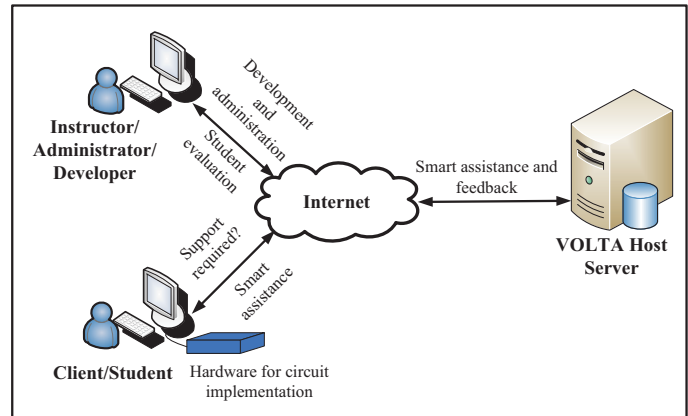 Instructor/
Administrator/
Developer
Development
and
administration
Student
evaluation
Internet
Smart assistance and
feedback
VOLTA Host
Server
Support
required?
Smart
assistance
Client/Student
Hardware for circuit
implementation